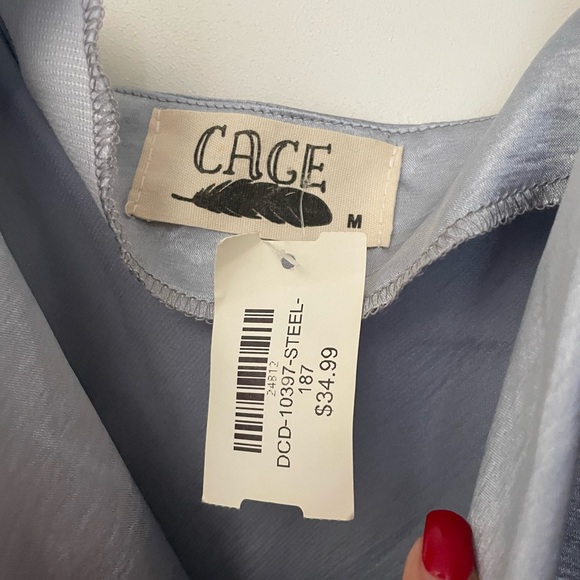 CAGE
M
24812
DCD-10397-STEEL-
187
$34.99